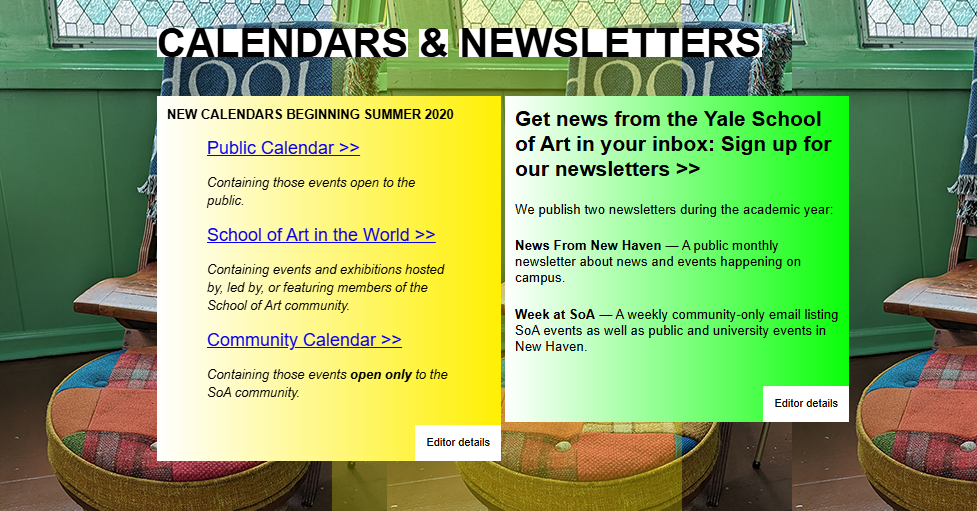 CALENDARS & NEWSLETTERS
NEW CALENDARS BEGINNING SUMMER 2020
Public Calendar >>
Containing those events open to the
public.
School of Art in the World >>
Containing events and exhibitions hosted
by, led by, or featuring members of the
School of Art community.
Community Calendar >>
Containing those events open only to the
SoA community.
Editor details
Get news from the Yale School
of Art in your inbox: Sign up for
our newsletters >>
We publish two newsletters during the academic year:
News From New Haven — A public monthly
newsletter about news and events happening on
campus.
Week at SoA — A weekly community-only email listing
SoA events as well as public and university events in
New Haven.
Editor details